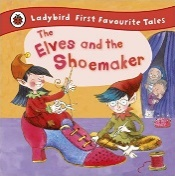 Ladybird First Favourite Tales
The
Elves and the
Shoemaker